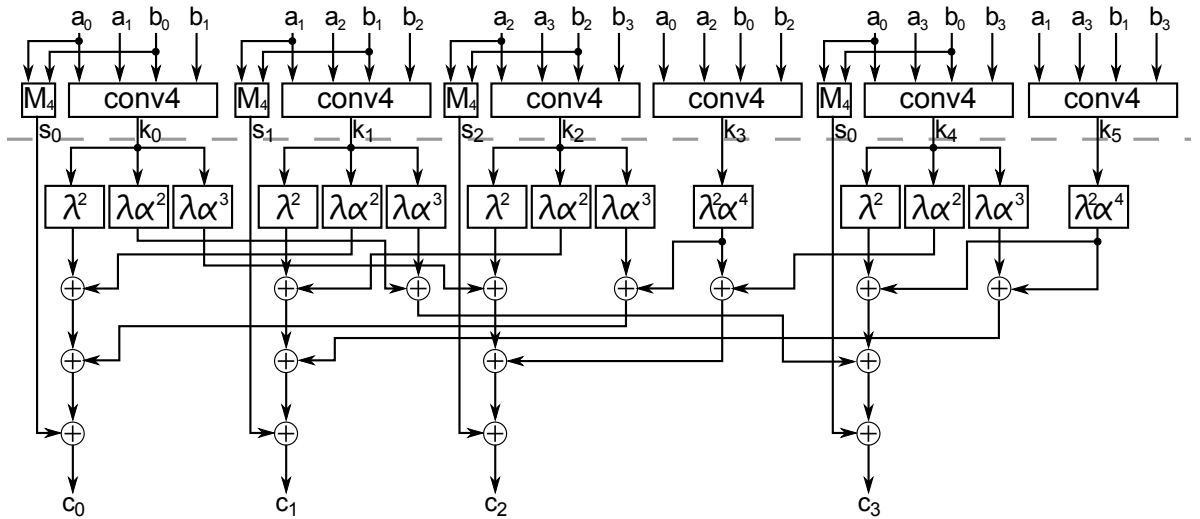 a₀ a₁ b₀ b₁ a₁ a₂ b₁ b₂ a₂ a₃ b₂ b₃ a₀ a₂ b₀ b₂ a₀ a₃ b₀ b₃ a₁ a₃ b₁ b₃
M₄ conv4 M₄ conv4 M₄ conv4 conv4 M₄ conv4 conv4
s₀ k₀ s₁ k₁ s₂ k₂ k₃ s₀ k₄ k₅
λ² λα² λα³ λ² λα² λα³ λ² λα² λα³ λ²α⁴ λ² λα² λα³ λ²α⁴
c₀ c₁ c₂ c₃